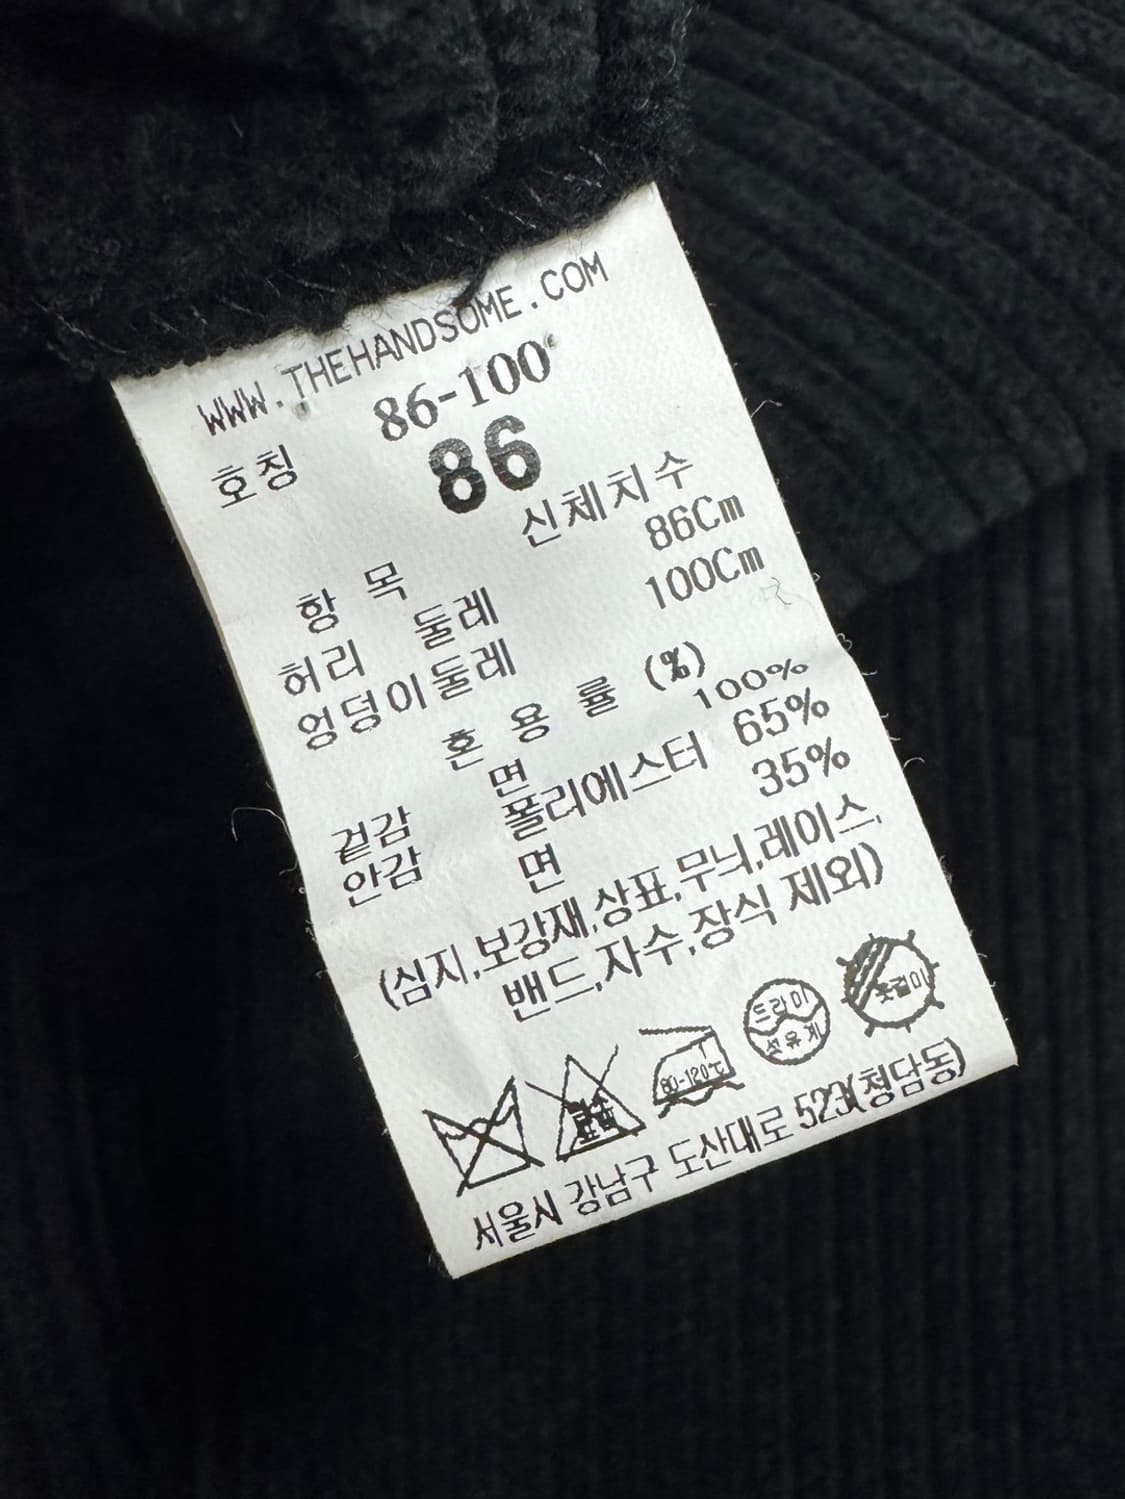 WWW.THEHANDSOME.COM
호칭 86-100
86
항 목 신체치수
허리 둘레 86Cm
엉덩이둘레 100Cm
혼 용 률 (%)
겉감 면 100%
안감 폴리에스터 65%
면 35%
(심지,보강재,상표,무늬,레이스,
밴드,자수,장식 제외)
80-120℃ 드라이 석유계 옷걸이
서울시 강남구 도산대로 523(청담동)